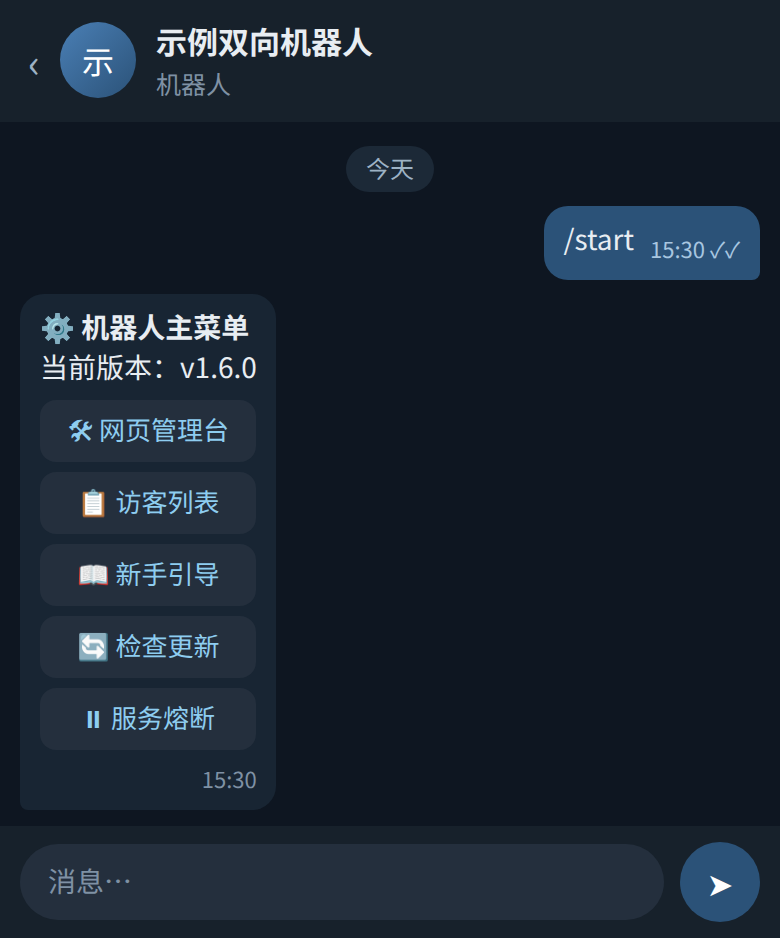 示
示例双向机器人
机器人
今天
/start 15:30 ✓✓
⚙️ 机器人主菜单
当前版本：v1.6.0
🛠 网页管理台
📋 访客列表
📖 新手引导
🔄 检查更新
⏸ 服务熔断
15:30
消息…